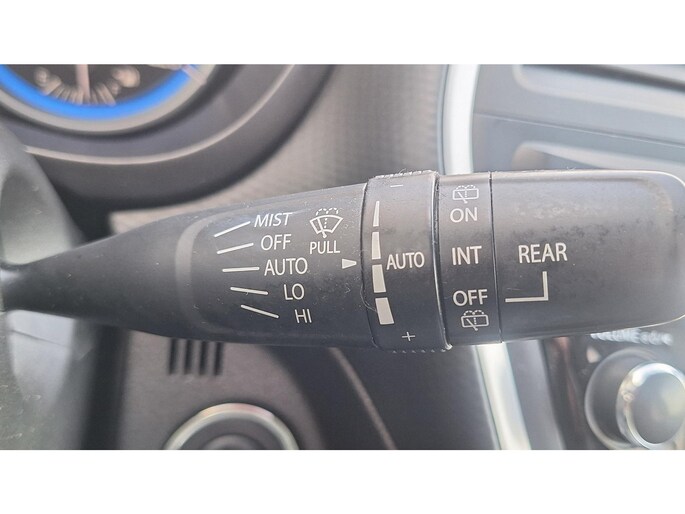 MIST
OFF
AUTO
LO
HI
PULL
−
AUTO
+
ON
INT
OFF
REAR